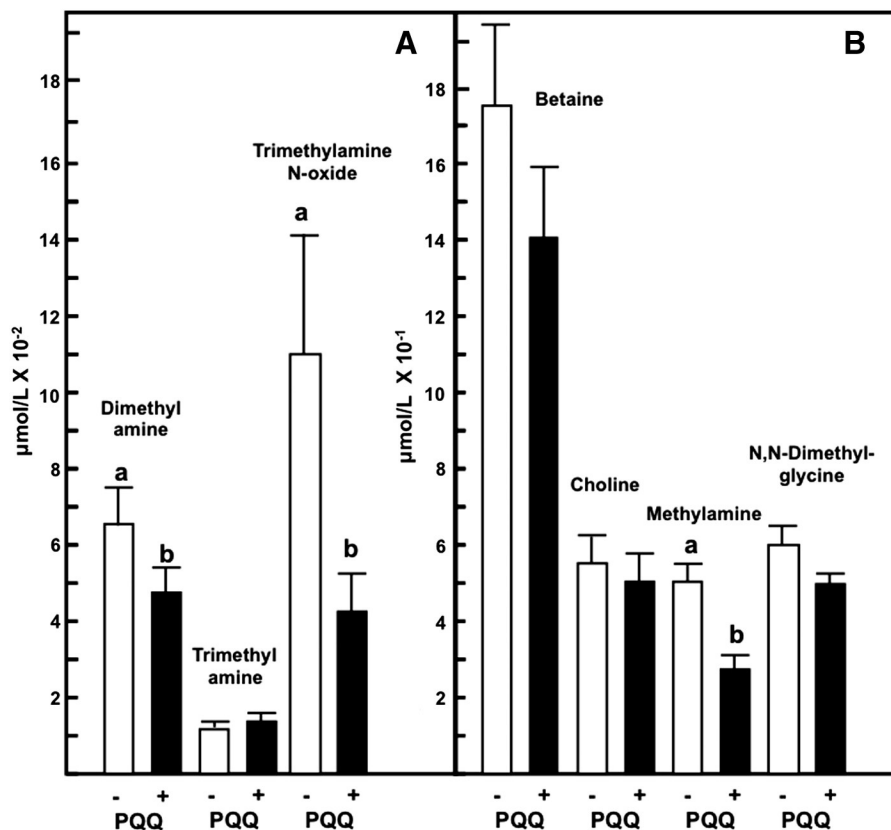 A
B
μmol/L X 10⁻²
18
16
14
12
10
8
6
4
2
Dimethyl
amine
a
b
Trimethyl
amine
Trimethylamine
N-oxide
a
b
- + - + - +
PQQ PQQ PQQ
μmol/L X 10⁻¹
18
16
14
12
10
8
6
4
2
Betaine
Choline
Methylamine
a
b
N,N-Dimethyl-
glycine
- + - + - + - +
PQQ PQQ PQQ PQQ